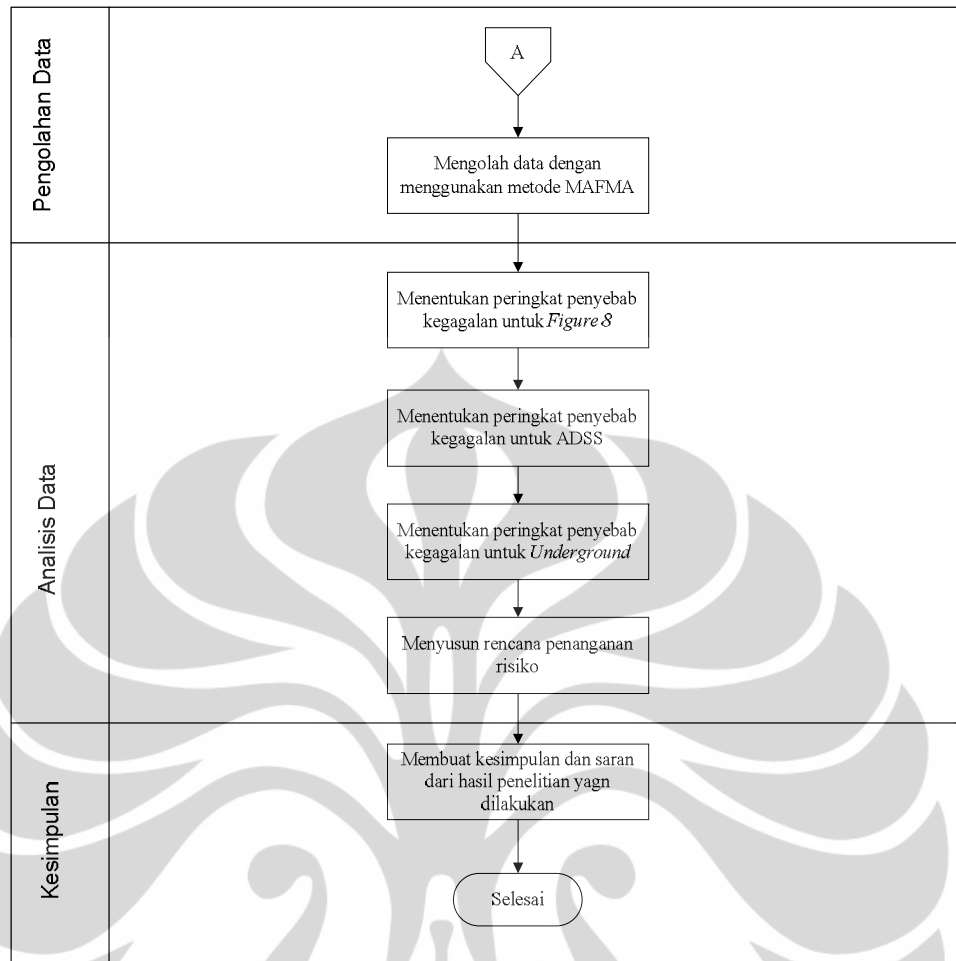 Pengolahan Data
A
Mengolah data dengan
menggunakan metode MAFMA
Analisis Data
Menentukan peringkat penyebab
kegagalan untuk Figure 8
Menentukan peringkat penyebab
kegagalan untuk ADSS
Menentukan peringkat penyebab
kegagalan untuk Underground
Menyusun rencana penanganan
risiko
Kesimpulan
Membuat kesimpulan dan saran
dari hasil penelitian yagn
dilakukan
Selesai